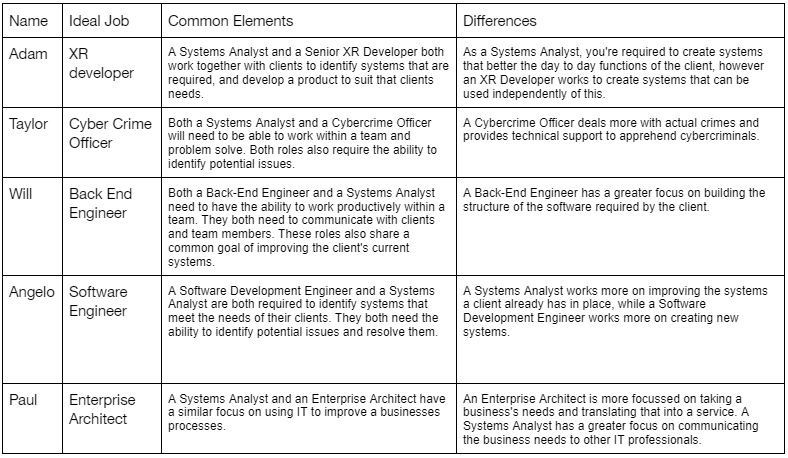 Name Ideal Job Common Elements Differences
Adam
XR
developer
A Systems Analyst and a Senior XR Developer both
work together with clients to identify systems that are
required, and develop a product to suit that clients
needs.
As a Systems Analyst, you're required to create systems
that better the day to day functions of the client, however
an XR Developer works to create systems that can be
used independently of this.
Taylor
Cyber Crime
Officer
Both a Systems Analyst and a Cybercrime Officer
will need to be able to work within a team and
problem solve. Both roles also require the ability to
identify potential issues.
A Cybercrime Officer deals more with actual crimes and
provides technical support to apprehend cybercriminals.
Will
Back End
Engineer
Both a Back-End Engineer and a Systems Analyst
need to have the ability to work productively within a
team. They both need to communicate with clients
and team members. These roles also share a
common goal of improving the client's current
systems.
A Back-End Engineer has a greater focus on building the
structure of the software required by the client.
Angelo
Software
Engineer
A Software Development Engineer and a Systems
Analyst are both required to identify systems that
meet the needs of their clients. They both need the
ability to identify potential issues and resolve them.
A Systems Analyst works more on improving the systems
a client already has in place, while a Software
Development Engineer works more on creating new
systems.
Paul
Enterprise
Architect
A Systems Analyst and an Enterprise Architect have
a similar focus on using IT to improve a businesses
processes.
An Enterprise Architect is more focussed on taking a
business's needs and translating that into a service. A
Systems Analyst has a greater focus on communicating
the business needs to other IT professionals.